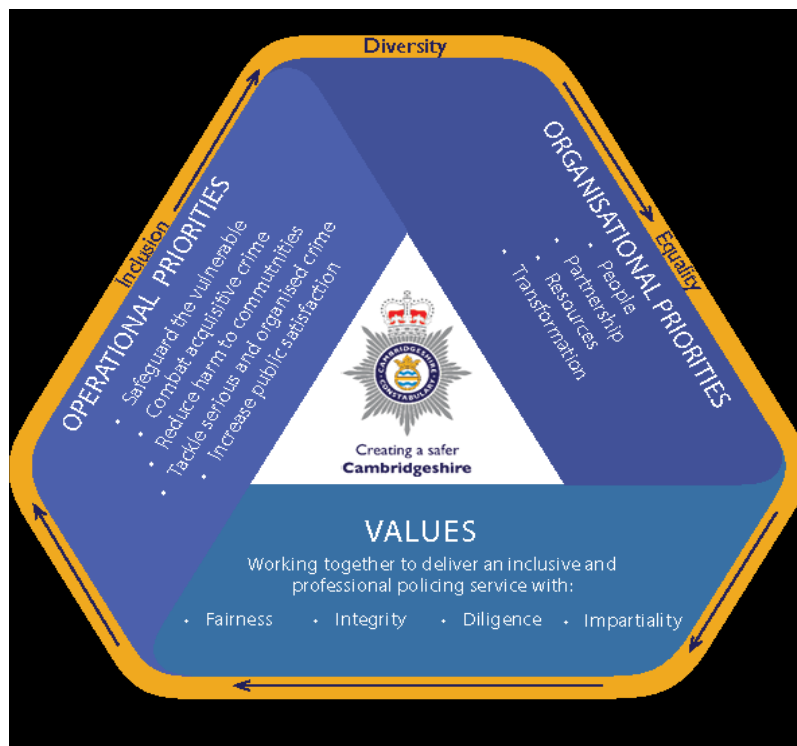 Diversity
Inclusion
Equality
OPERATIONAL PRIORITIES
• Safeguard the vulnerable
• Combat acquisitive crime
• Reduce harm to commutnities
• Tackle serious and organised crime
• Increase public satisfaction
ORGANISATIONAL PRIORITIES
• People
• Partnership
• Resources
• Transformation
CAMBRIDGESHIRE
CONSTABULARY
Creating a safer
Cambridgeshire
VALUES
Working together to deliver an inclusive and
professional policing service with:
• Fairness • Integrity • Diligence • Impartiality